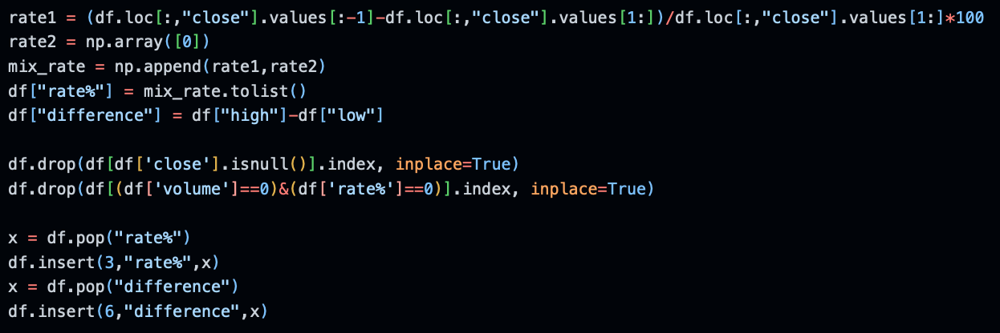 rate1 = (df.loc[:,"close"].values[:-1]-df.loc[:,"close"].values[1:])/df.loc[:,"close"].values[1:]*100
rate2 = np.array([0])
mix_rate = np.append(rate1,rate2)
df["rate%"] = mix_rate.tolist()
df["difference"] = df["high"]-df["low"]

df.drop(df[df['close'].isnull()].index, inplace=True)
df.drop(df[(df['volume']==0)&(df['rate%']==0)].index, inplace=True)

x = df.pop("rate%")
df.insert(3,"rate%",x)
x = df.pop("difference")
df.insert(6,"difference",x)